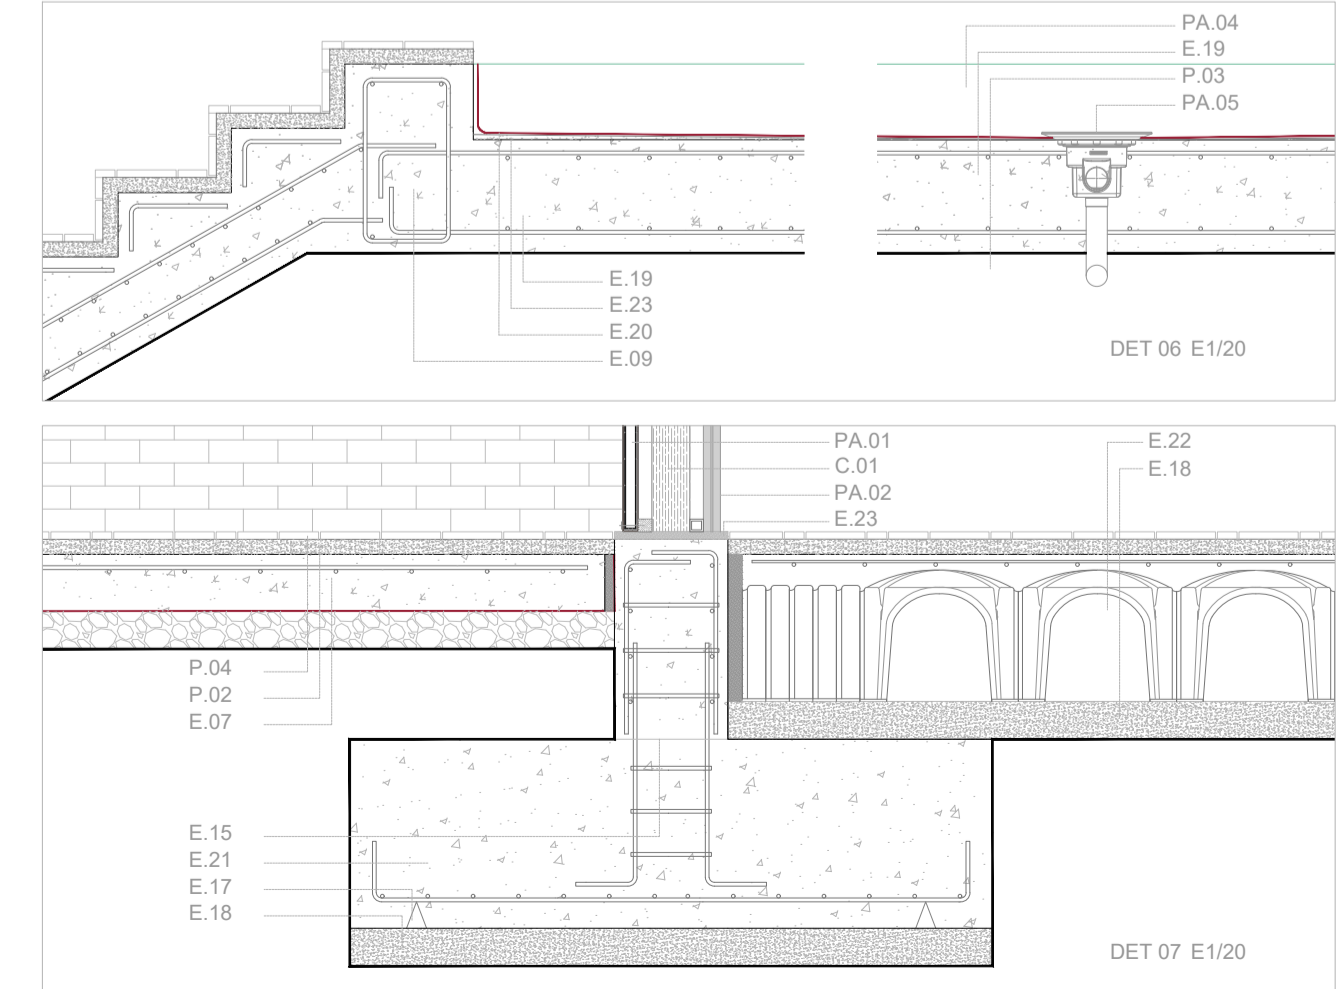 PA.04
E.19
P.03
PA.05
E.19
E.23
E.20
E.09
DET 06 E1/20
PA.01
C.01
PA.02
E.23
E.22
E.18
P.04
P.02
E.07
E.15
E.21
E.17
E.18
DET 07 E1/20